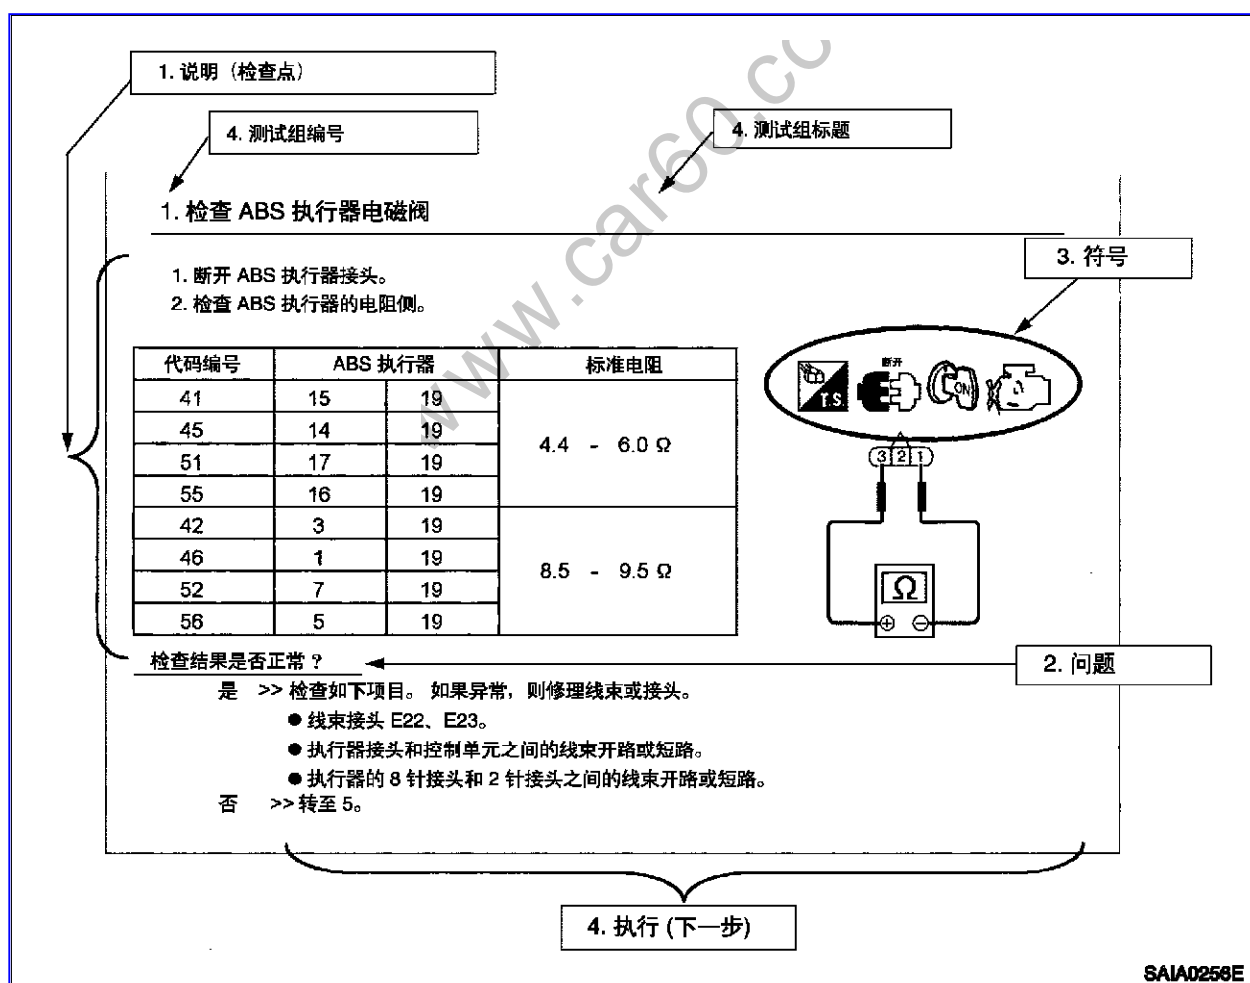 1. 说明（检查点）
4. 测试组编号
4. 测试组标题
1. 检查 ABS 执行器电磁阀
3. 符号
1. 断开 ABS 执行器接头。
2. 检查 ABS 执行器的电阻侧。
代码编号 ABS 执行器 标准电阻
41 15 19
45 14 19
51 17 19
55 16 19
4.4 - 6.0 Ω
42 3 19
46 1 19
52 7 19
56 5 19
8.5 - 9.5 Ω
断开
T.S
ON
3 2 1
Ω
⊕ ⊖
检查结果是否正常？
2. 问题
是 >> 检查如下项目。 如果异常，则修理线束或接头。
● 线束接头 E22、E23。
● 执行器接头和控制单元之间的线束开路或短路。
● 执行器的 8 针接头和 2 针接头之间的线束开路或短路。
否 >> 转至 5。
4. 执行 (下一步)
SAIA0256E
www.car60.cc